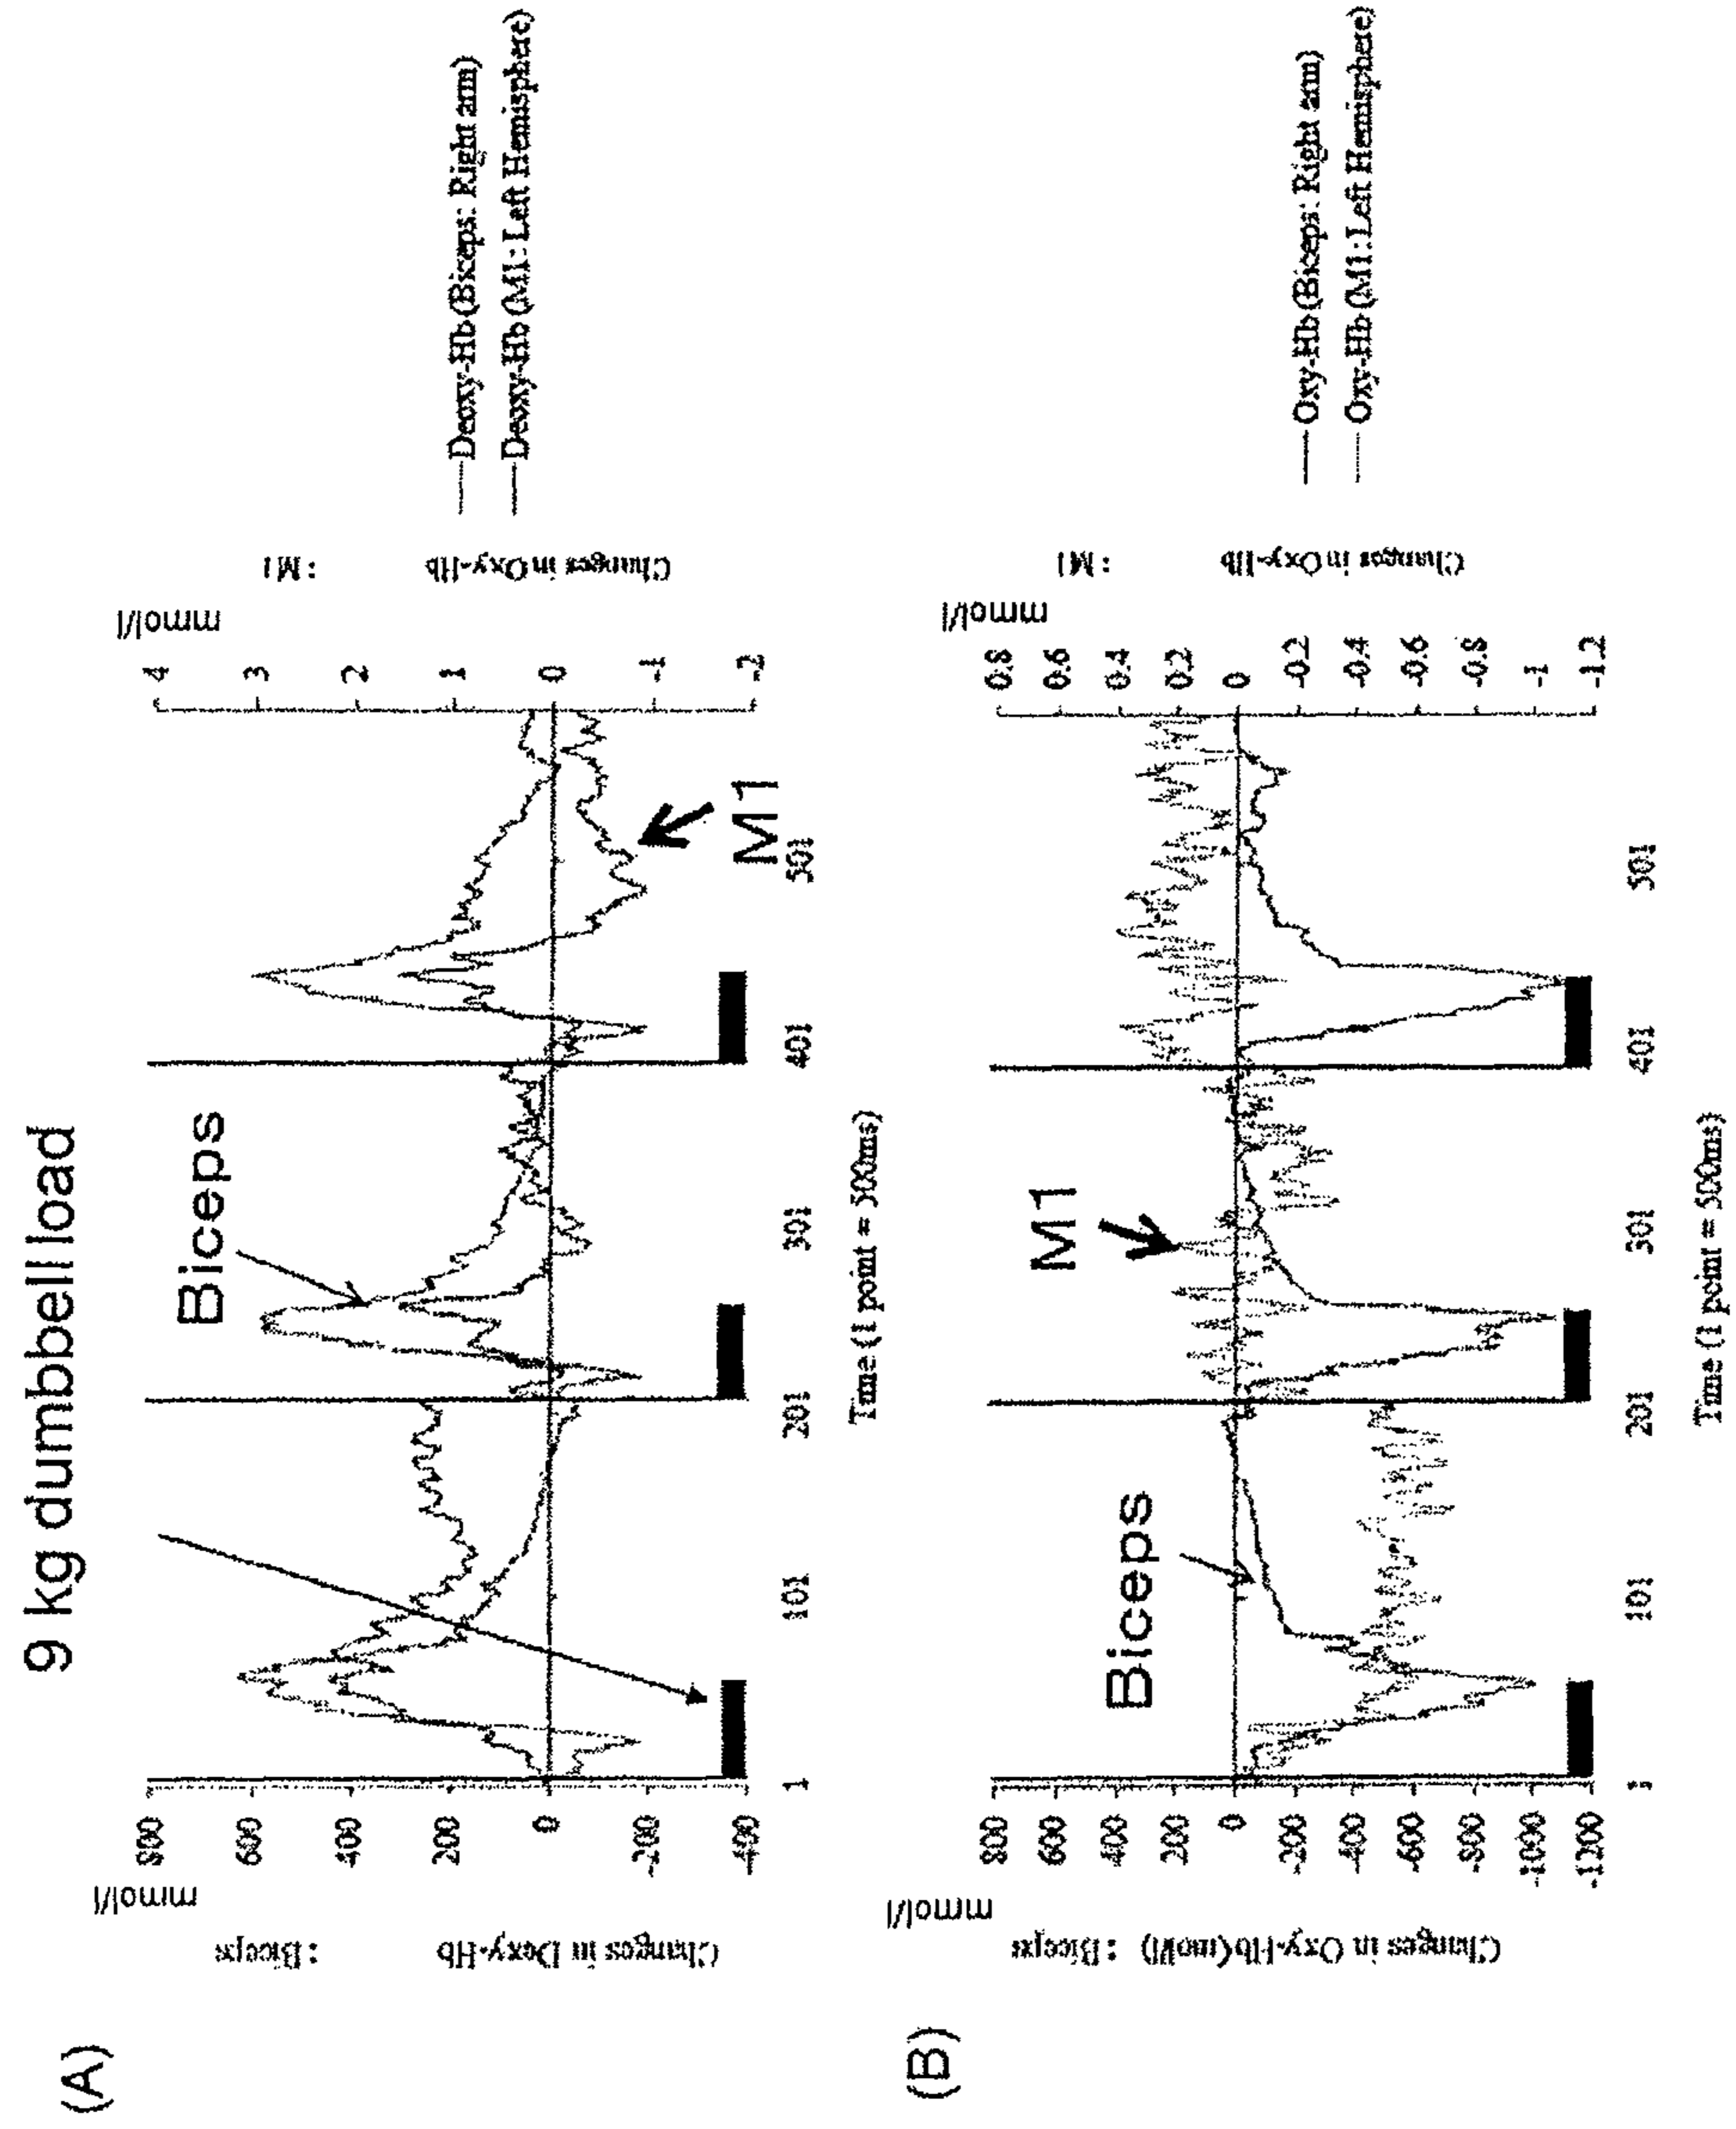 9 kg dumbbell load
(A)
Changes in Dexy-Hb : Biceps
mmol/l
800
600
400
200
0
-200
-400
Biceps
M1
1
101
201
301
401
501
Time (1 point = 500ms)
4
3
2
1
0
-1
-2
mmol/l
Changes in Oxy-Hb : M1
Deoxy-Hb (Biceps: Right arm)
Deoxy-Hb (M1: Left Hemisphere)
(B)
Changes in Oxy-Hb (mol/l) : Biceps
mmol/l
800
600
400
200
0
-200
-400
-600
-800
-1000
-1200
Biceps
M1
1
101
201
301
401
501
Time (1 point = 500ms)
0.8
0.6
0.4
0.2
0
-0.2
-0.4
-0.6
-0.8
-1
-1.2
mmol/l
Changes in Oxy-Hb : M1
Oxy-Hb (Biceps: Right arm)
Oxy-Hb (M1: Left Hemisphere)